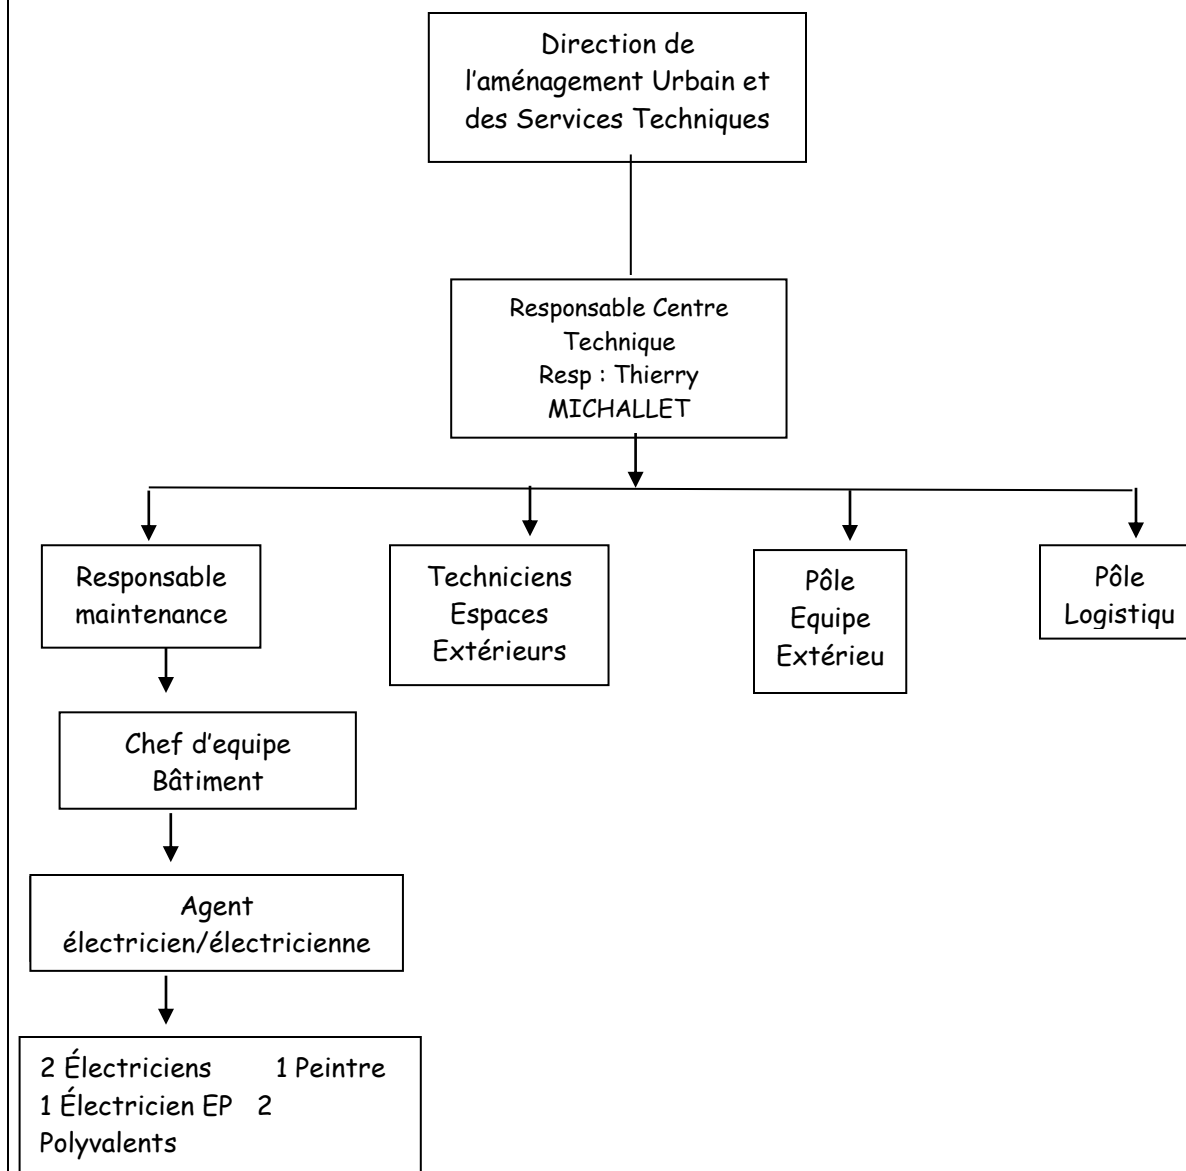 Direction de
l'aménagement Urbain et
des Services Techniques
Responsable Centre
Technique
Resp : Thierry
MICHALLET
Responsable
maintenance
Techniciens
Espaces
Extérieurs
Pôle
Equipe
Extérieu
Pôle
Logistiqu
Chef d'equipe
Bâtiment
Agent
électricien/électricienne
2 Électriciens 1 Peintre
1 Électricien EP 2
Polyvalents